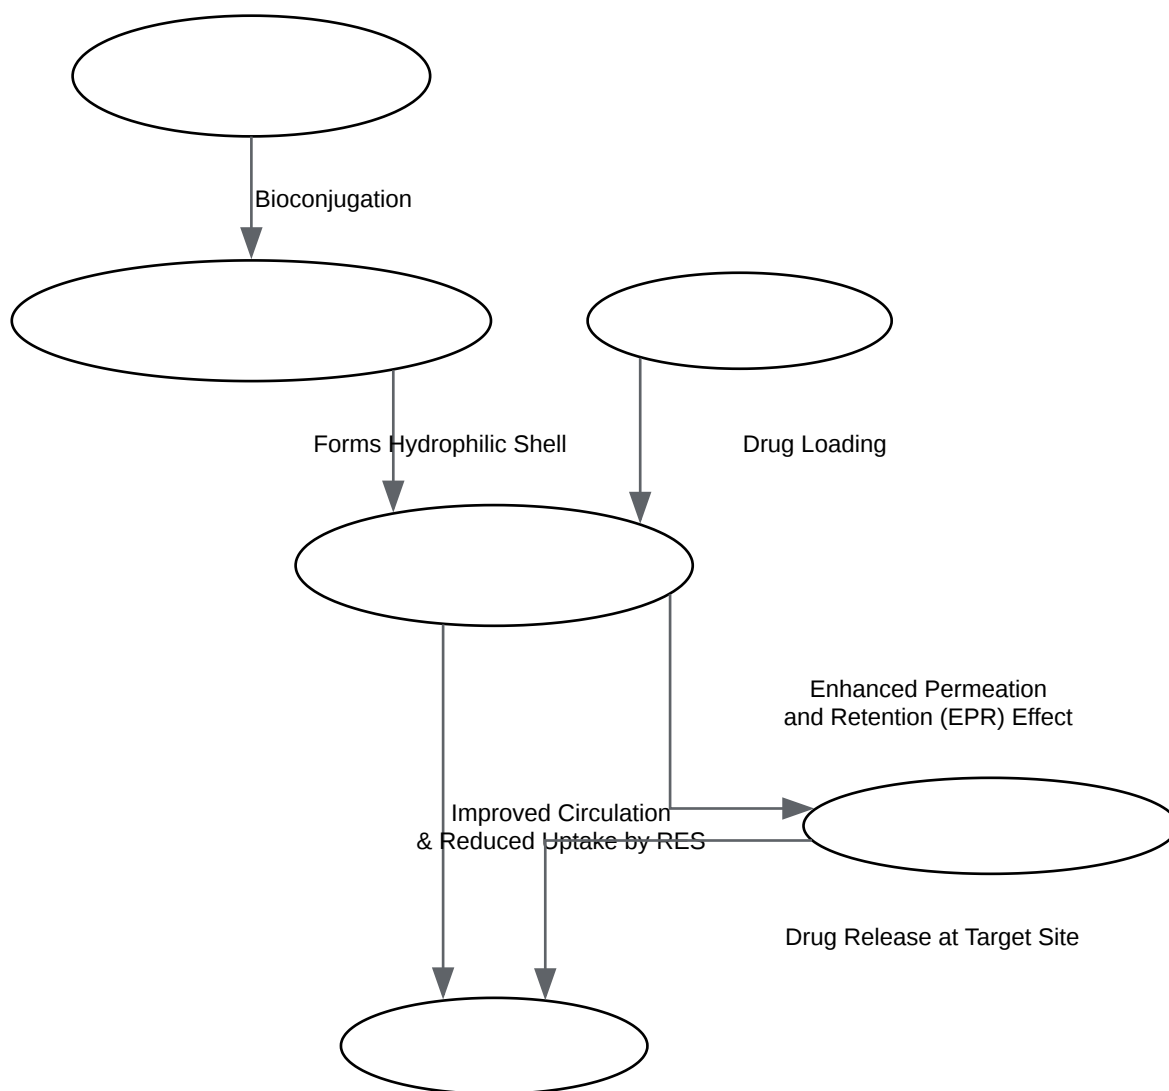 Bioconjugation
Forms Hydrophilic Shell
Drug Loading
Enhanced Permeation
and Retention (EPR) Effect
Improved Circulation
& Reduced Uptake by RES
Drug Release at Target Site